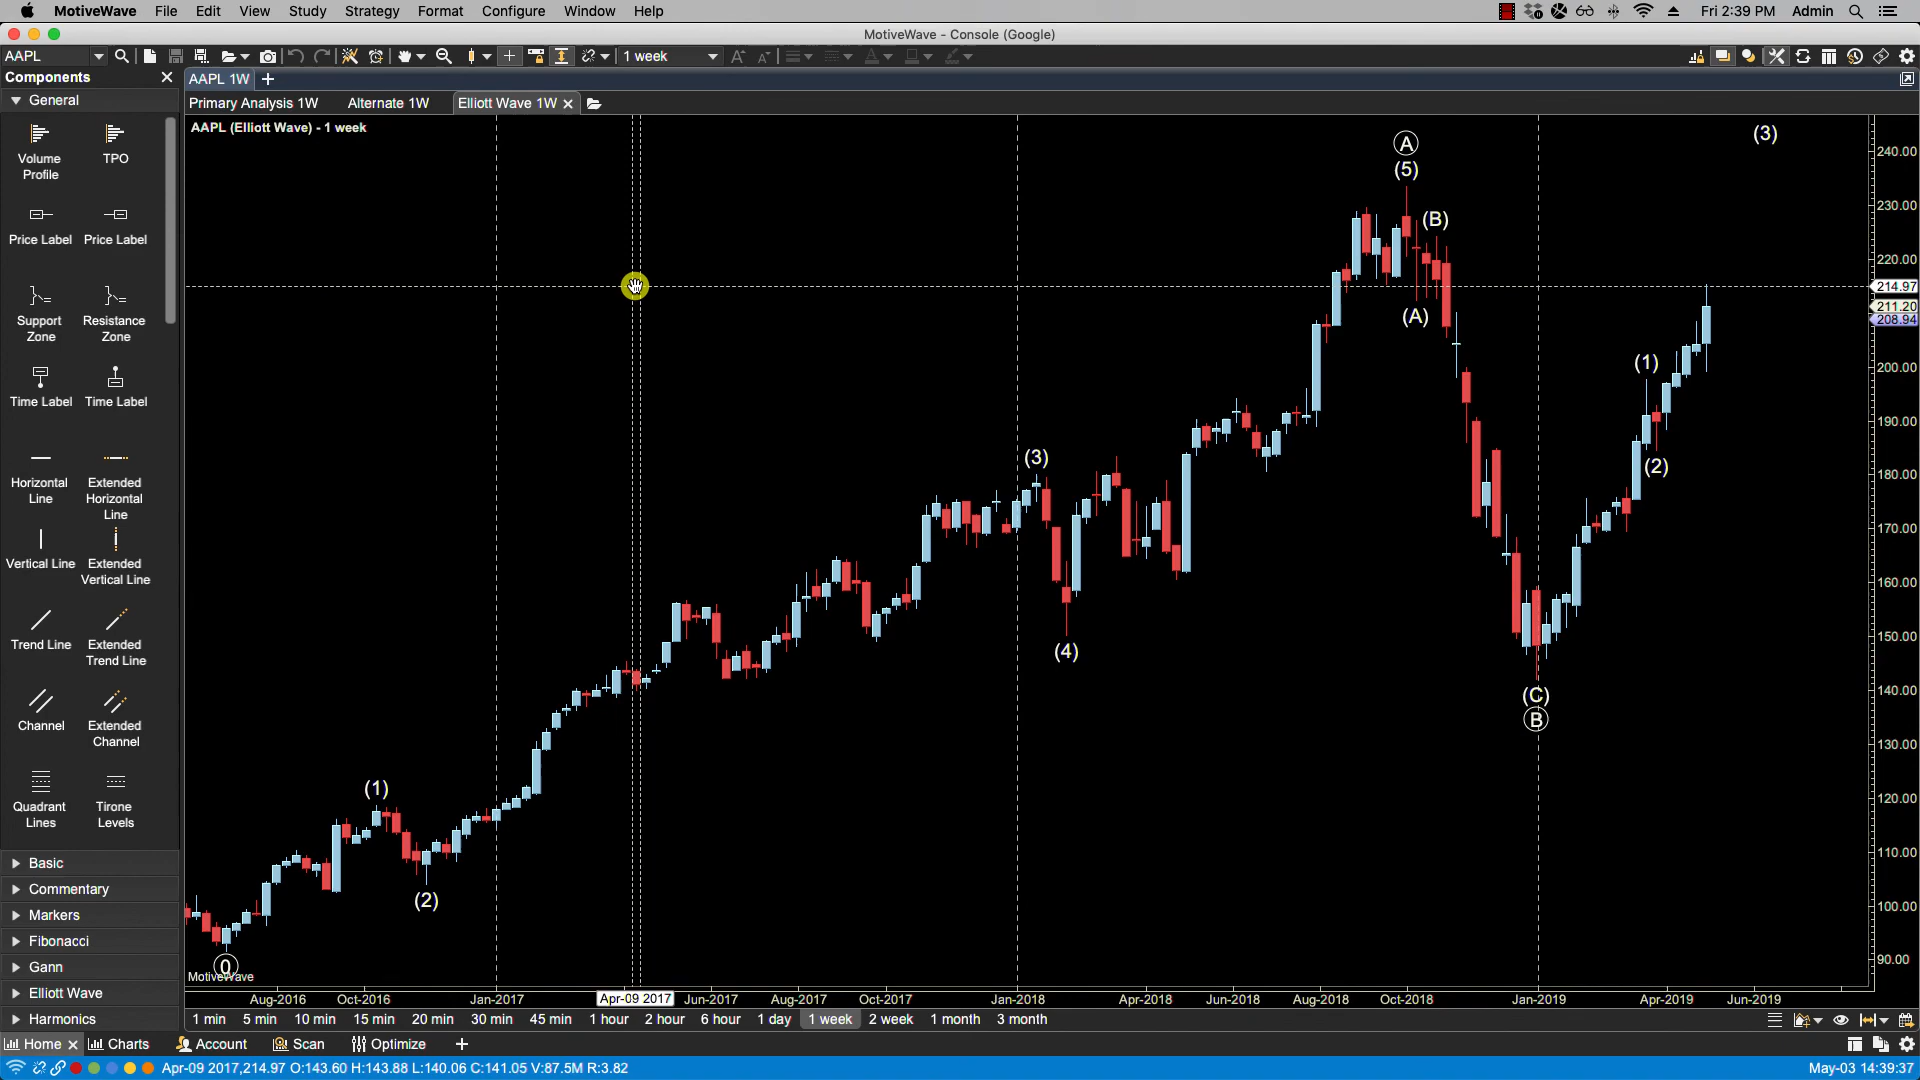 MotiveWave File Edit View Study Strategy Format Configure Window Help Fri 2:39 PM Admin
MotiveWave - Console (Google)
AAPL 1 week
Components AAPL 1W
General Primary Analysis 1W Alternate 1W Elliott Wave 1W
AAPL (Elliott Wave) - 1 week
Volume Profile
TPO
Price Label
Price Label
Support Zone
Resistance Zone
Time Label
Time Label
Horizontal Line
Extended Horizontal Line
Vertical Line
Extended Vertical Line
Trend Line
Extended Trend Line
Channel
Extended Channel
Quadrant Lines
Tirone Levels
Basic
Commentary
Markers
Fibonacci
Gann
Elliott Wave
Harmonics
0
(1)
(2)
(3)
(4)
A
(5)
(A)
(B)
(C)
B
(1)
(2)
(3)
240.00
230.00
220.00
214.97
211.20
208.94
200.00
190.00
180.00
170.00
160.00
150.00
140.00
130.00
120.00
110.00
100.00
90.00
MotiveWave
Aug-2016 Oct-2016 Jan-2017 Apr-09 2017 Jun-2017 Aug-2017 Oct-2017 Jan-2018 Apr-2018 Jun-2018 Aug-2018 Oct-2018 Jan-2019 Apr-2019 Jun-2019
1 min 5 min 10 min 15 min 20 min 30 min 45 min 1 hour 2 hour 6 hour 1 day 1 week 2 week 1 month 3 month
Home Charts Account Scan Optimize
Apr-09 2017,214.97 O:143.60 H:143.88 L:140.06 C:141.05 V:87.5M R:3.82 May-03 14:39:37